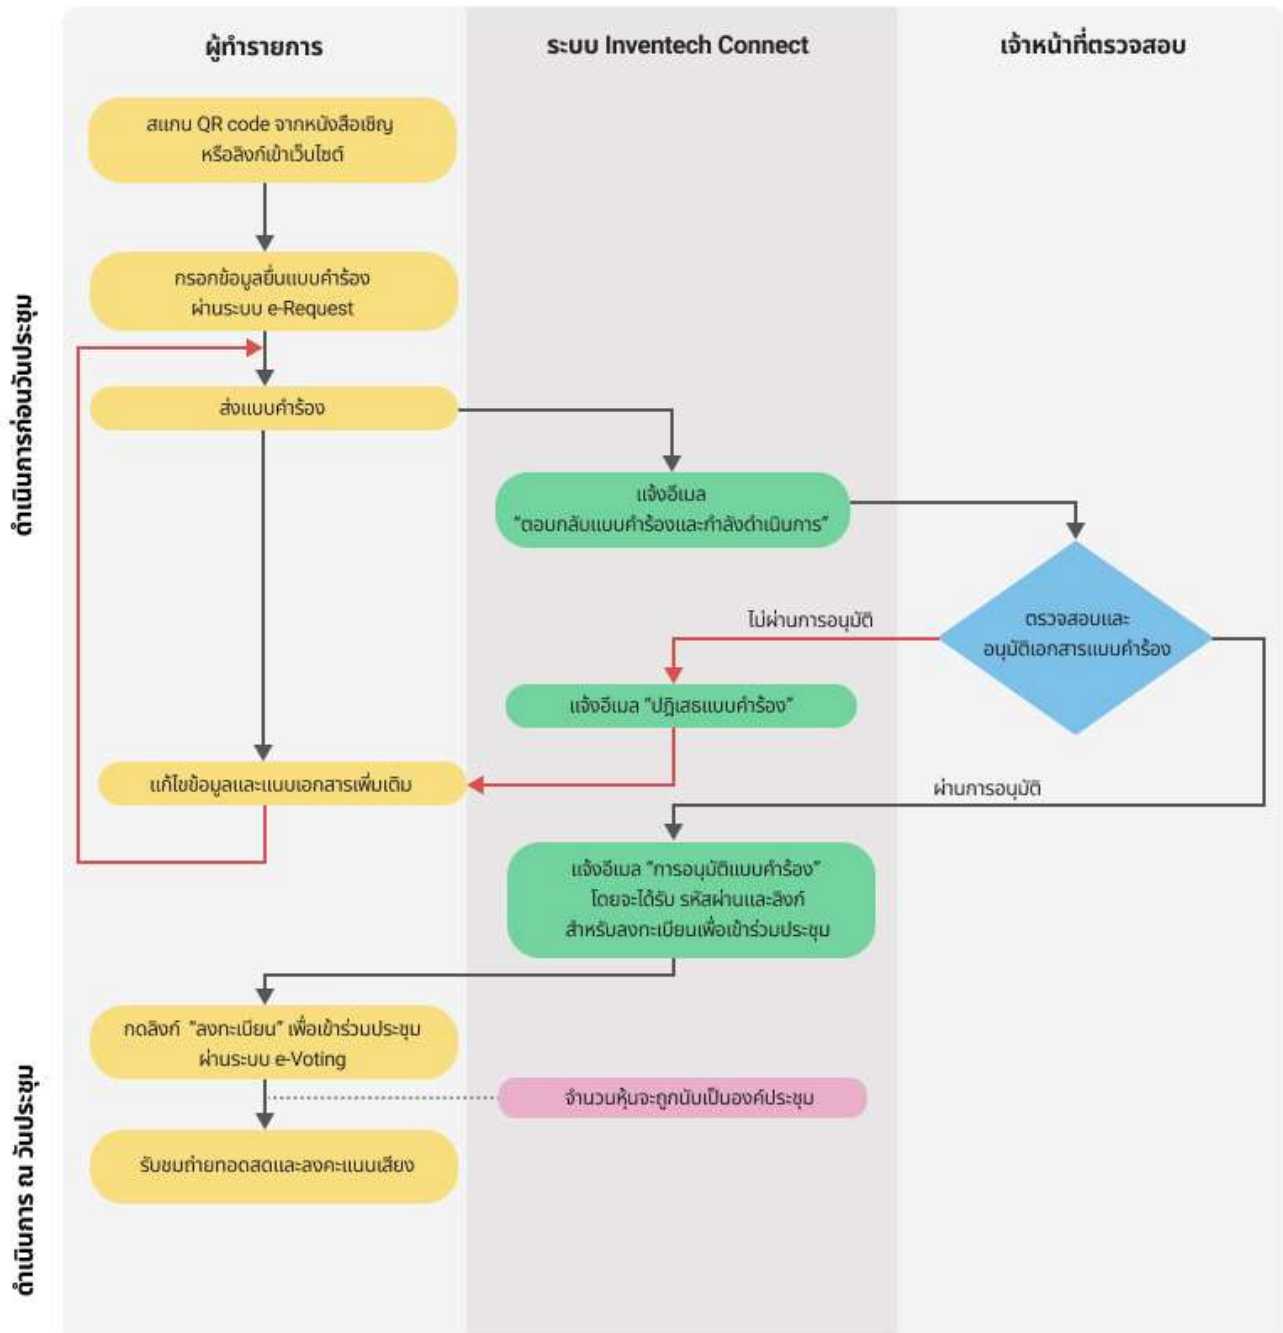 ผู้ทำรายการ
ระบบ Inventech Connect
เจ้าหน้าที่ตรวจสอบ
ดำเนินการก่อนวันประชุม
สแกน QR code จากหนังสือเชิญ
หรือลิงก์เข้าเว็บไซต์
กรอกข้อมูลยื่นแบบคำร้อง
ผ่านระบบ e-Request
ส่งแบบคำร้อง
แจ้งอีเมล
“ตอบกลับแบบคำร้องและกำลังดำเนินการ”
ตรวจสอบและ
อนุมัติเอกสารแบบคำร้อง
ไม่ผ่านการอนุมัติ
แจ้งอีเมล “ปฏิเสธแบบคำร้อง”
แก้ไขข้อมูลและแนบเอกสารเพิ่มเติม
ผ่านการอนุมัติ
แจ้งอีเมล “การอนุมัติแบบคำร้อง”
โดยจะได้รับ รหัสผ่านและลิงก์
สำหรับลงทะเบียนเพื่อเข้าร่วมประชุม
ดำเนินการ ณ วันประชุม
กดลิงก์ “ลงทะเบียน” เพื่อเข้าร่วมประชุม
ผ่านระบบ e-Voting
จำนวนหุ้นจะถูกนับเป็นองค์ประชุม
รับชมถ่ายทอดสดและลงคะแนนเสียง